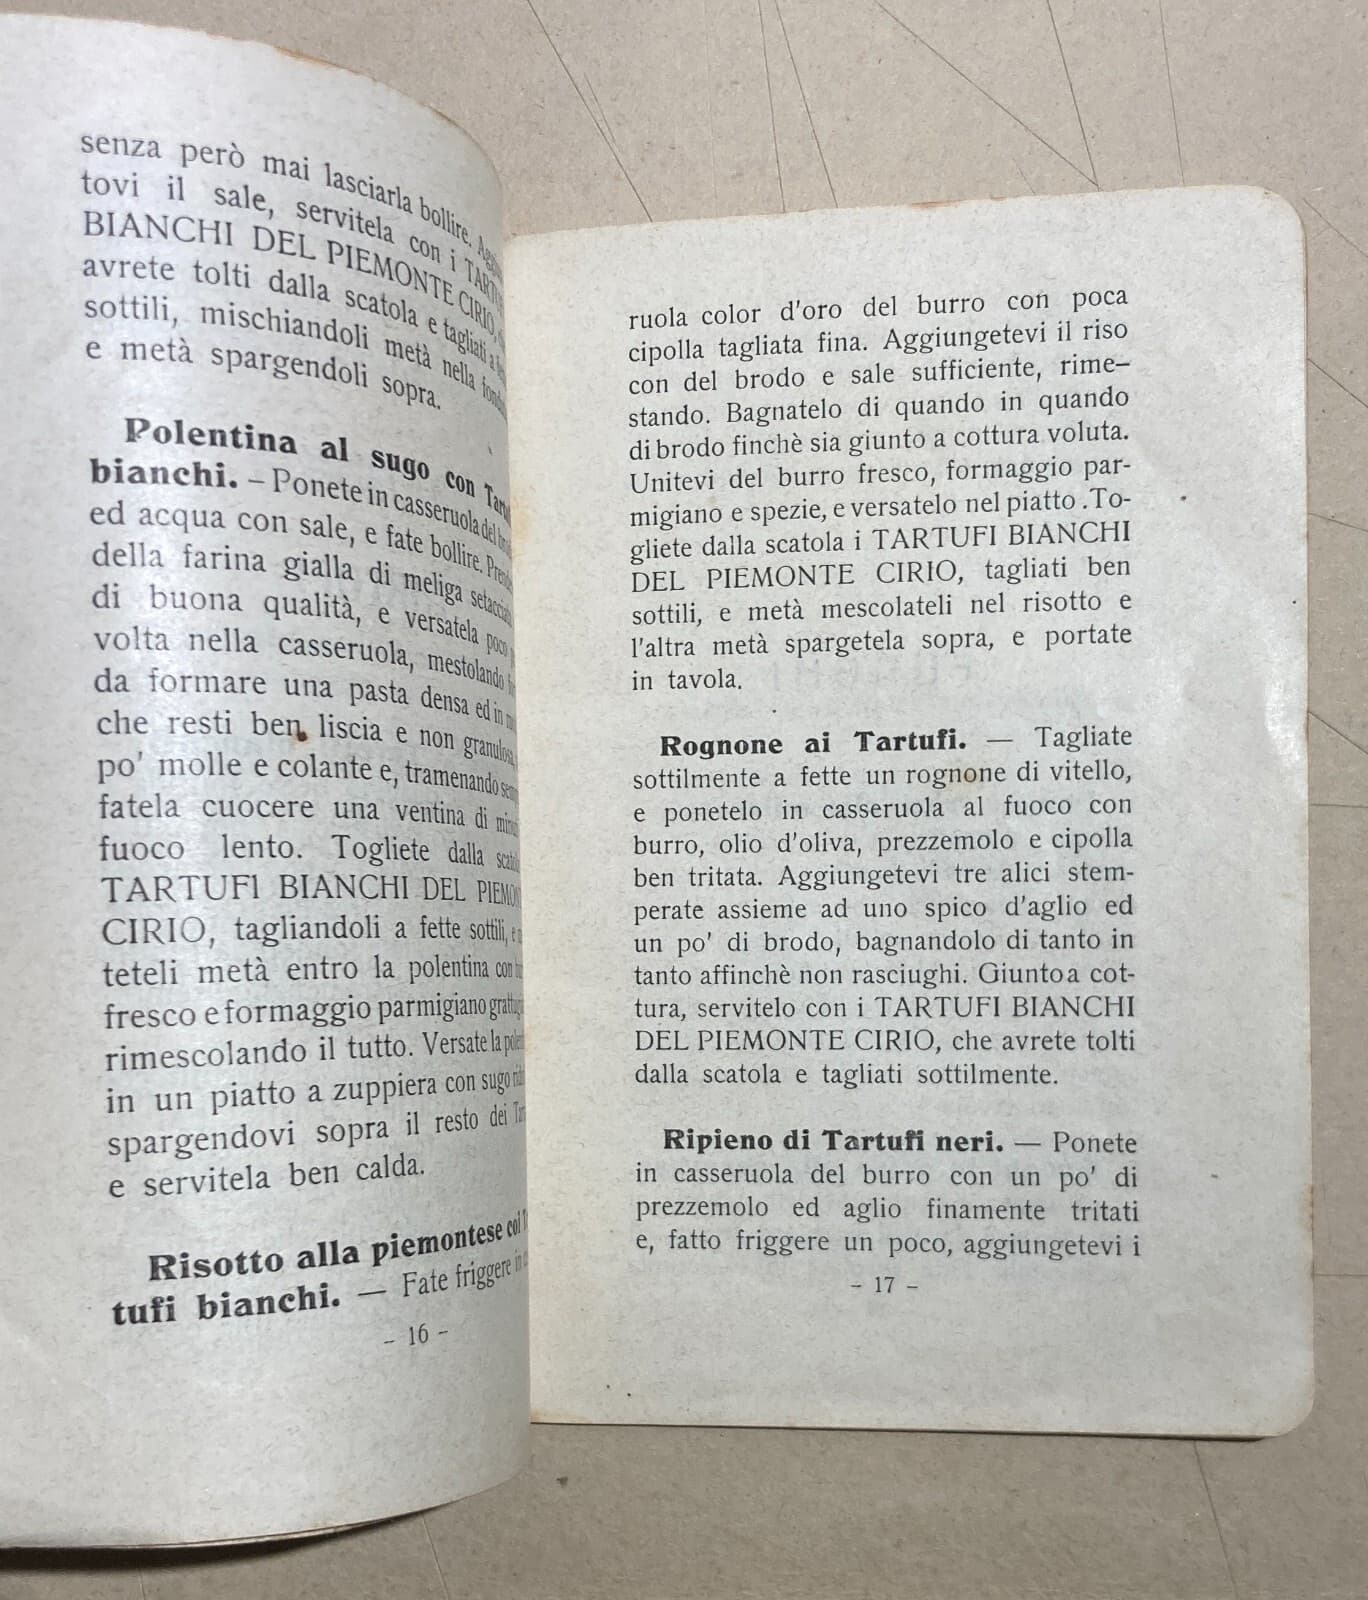 senza però mai lasciarla bollire.
tovi il sale, servitela con i
BIANCHI DEL PIEMONTE CIRIO,
avrete tolti dalla scatola e tagliati a
sottili, mischiandoli metà nella
e metà spargendoli sopra.
Polentina al sugo con
bianchi. – Ponete in casseruola del
ed acqua con sale, e fate bollire.
della farina gialla di meliga
di buona qualità, e versatela poco
volta nella casseruola, mestolando
da formare una pasta densa ed in
che resti ben liscia e non granulosa,
po' molle e colante e, tramenando
fatela cuocere una ventina di
fuoco lento. Togliete dalla
TARTUFI BIANCHI DEL
CIRIO, tagliandoli a fette sottili, e
teteli metà entro la polentina con
fresco e formaggio parmigiano
rimescolando il tutto. Versate la
in un piatto a zuppiera con sugo
spargendovi sopra il resto dei
e servitela ben calda.
Risotto alla piemontese col
tufi bianchi. — Fate friggere in
– 16 –
ruola color d'oro del burro con poca
cipolla tagliata fina. Aggiungetevi il riso
con del brodo e sale sufficiente, rime–
stando. Bagnatelo di quando in quando
di brodo finchè sia giunto a cottura voluta.
Unitevi del burro fresco, formaggio par-
migiano e spezie, e versatelo nel piatto . To-
gliete dalla scatola i TARTUFI BIANCHI
DEL PIEMONTE CIRIO, tagliati ben
sottili, e metà mescolateli nel risotto e
l'altra metà spargetela sopra, e portate
in tavola.
Rognone ai Tartufi. — Tagliate
sottilmente a fette un rognone di vitello,
e ponetelo in casseruola al fuoco con
burro, olio d'oliva, prezzemolo e cipolla
ben tritata. Aggiungetevi tre alici stem-
perate assieme ad uno spico d'aglio ed
un po' di brodo, bagnandolo di tanto in
tanto affinchè non rasciughi. Giunto a cot-
tura, servitelo con i TARTUFI BIANCHI
DEL PIEMONTE CIRIO, che avrete tolti
dalla scatola e tagliati sottilmente.
Ripieno di Tartufi neri. — Ponete
in casseruola del burro con un po' di
prezzemolo ed aglio finamente tritati
e, fatto friggere un poco, aggiungetevi i
– 17 –